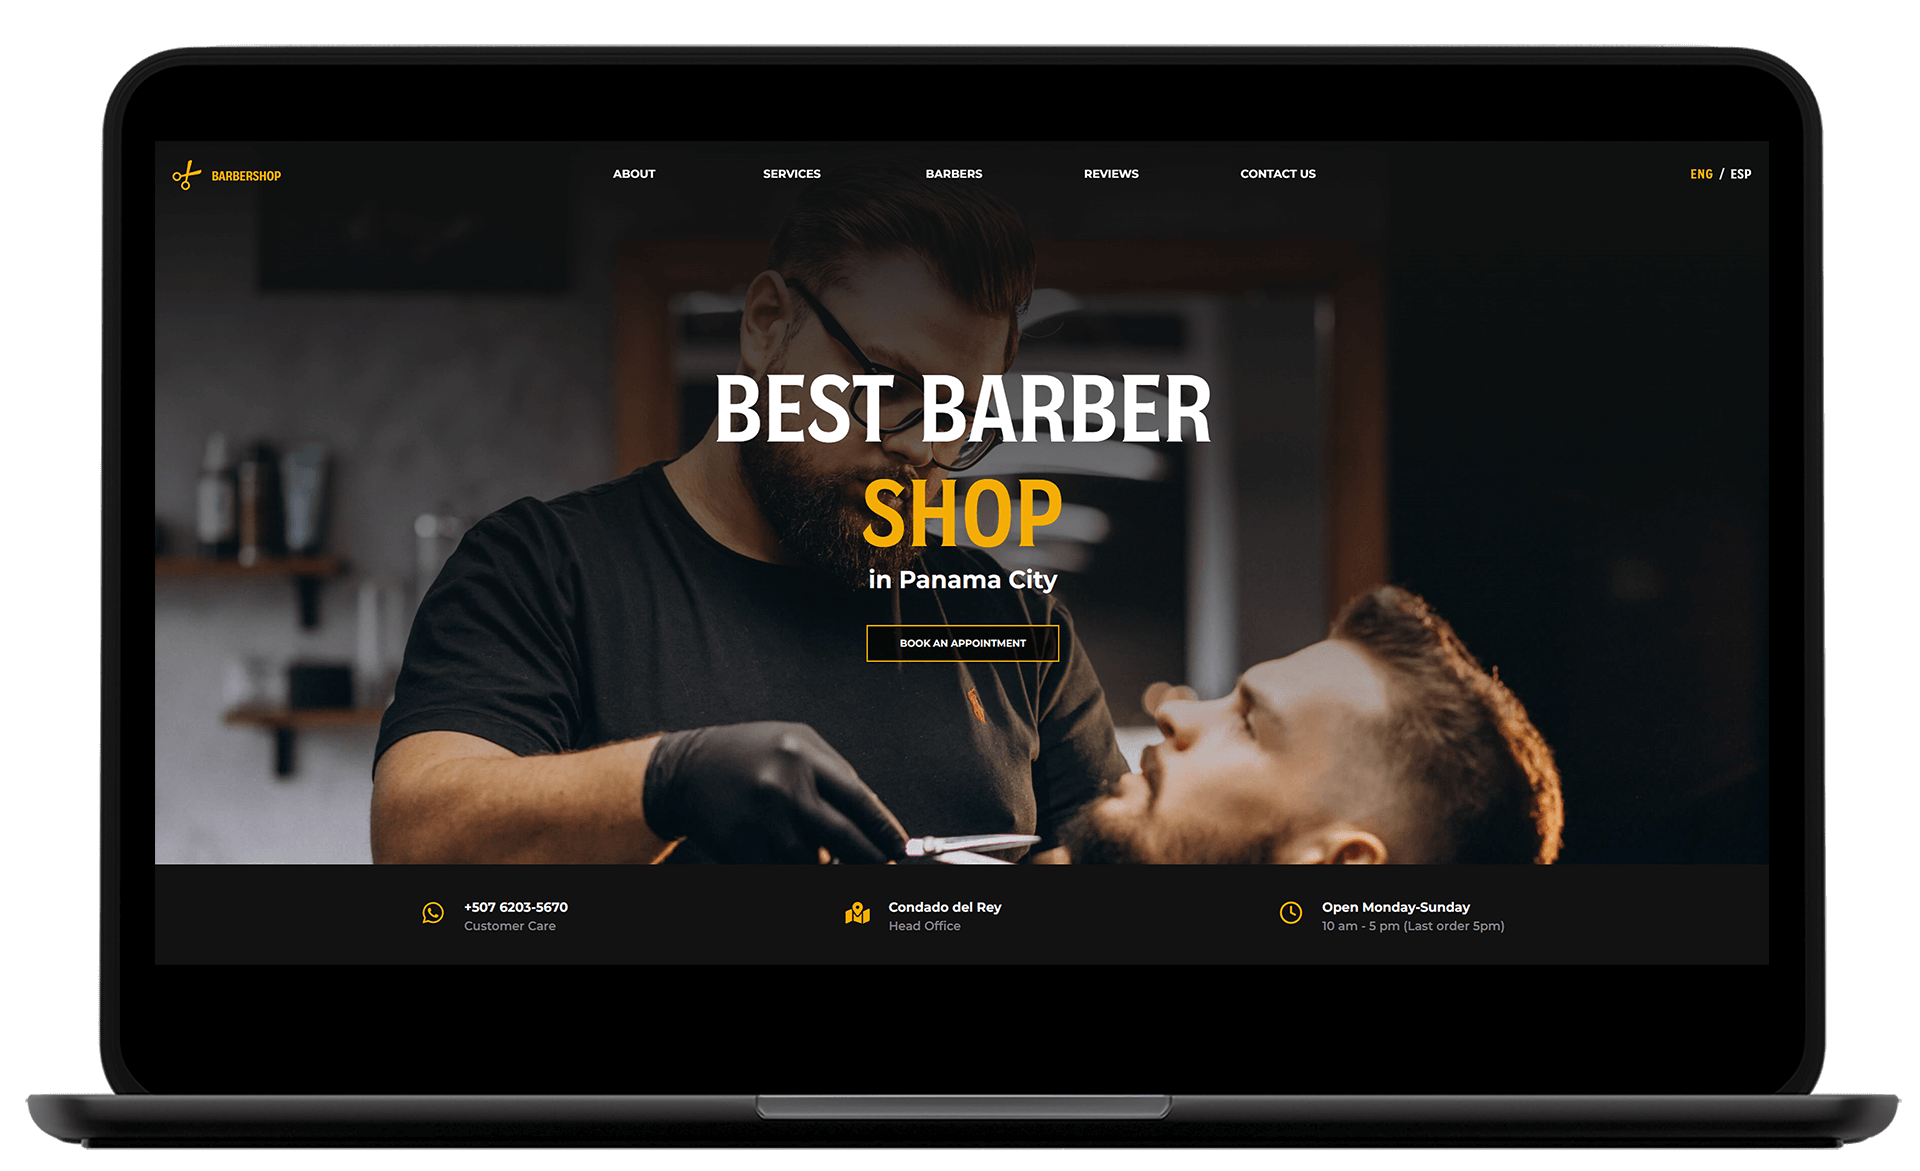 BARBERSHOP
ABOUT
SERVICES
BARBERS
REVIEWS
CONTACT US
ENG / ESP
BEST BARBER
SHOP
in Panama City
BOOK AN APPOINTMENT
+507 6203-5670
Customer Care
Condado del Rey
Head Office
Open Monday-Sunday
10 am - 5 pm (Last order 5pm)